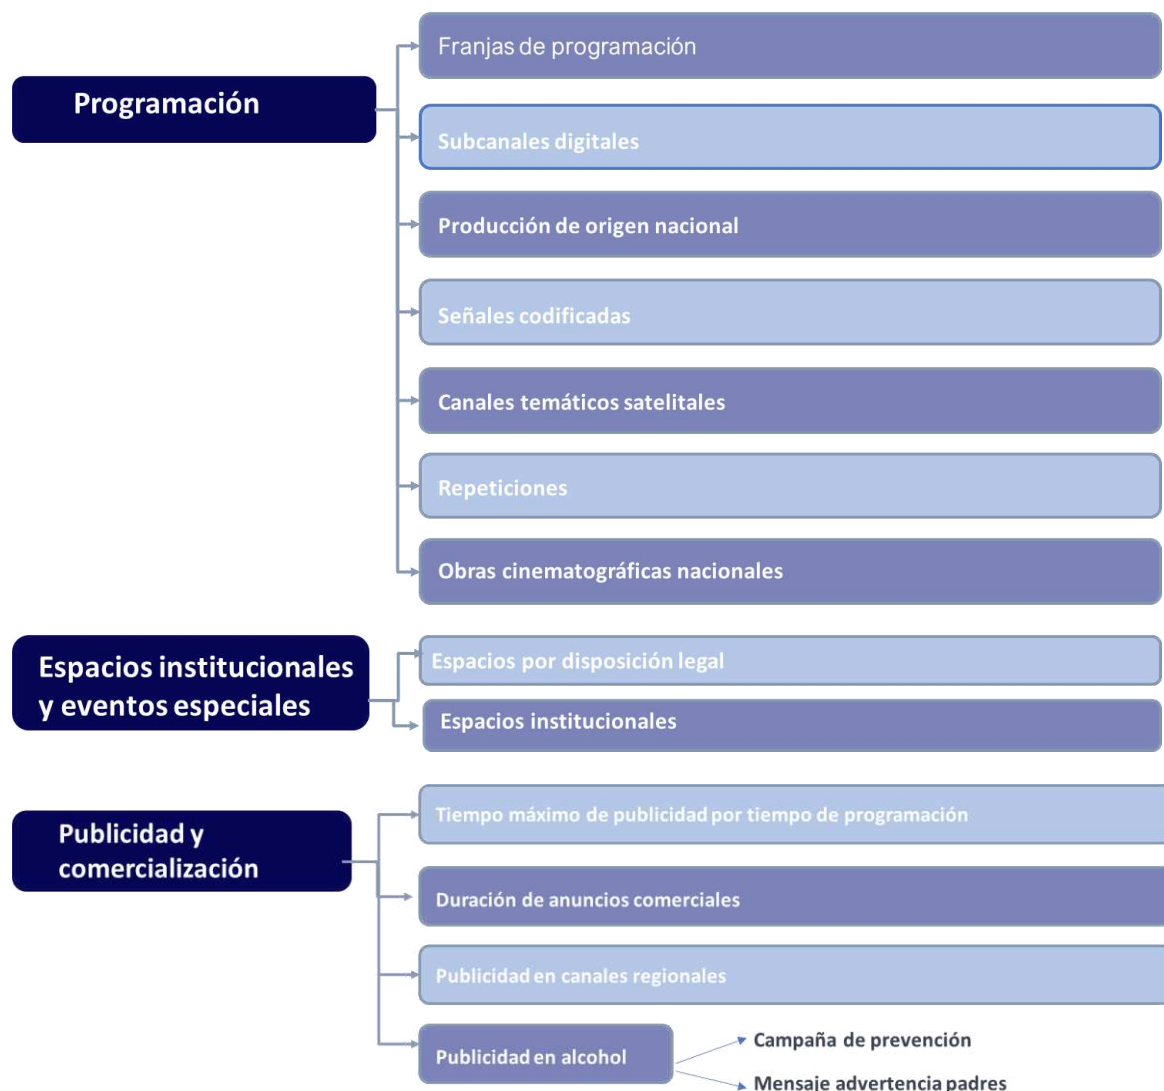 Programación
Franjas de programación
Subcanales digitales
Producción de origen nacional
Señales codificadas
Canales temáticos satelitales
Repeticiones
Obras cinematográficas nacionales
Espacios institucionales
y eventos especiales
Espacios por disposición legal
Espacios institucionales
Publicidad y
comercialización
Tiempo máximo de publicidad por tiempo de programación
Duración de anuncios comerciales
Publicidad en canales regionales
Publicidad en alcohol
Campaña de prevención
Mensaje advertencia padres